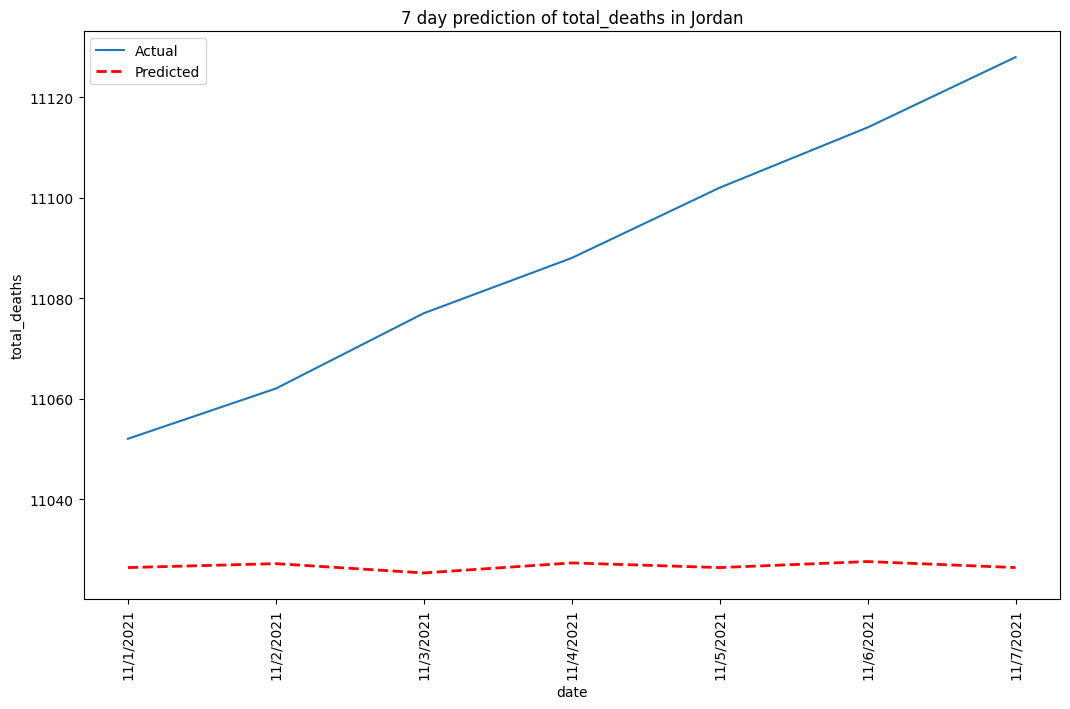 7 day prediction of total_deaths in Jordan
Actual
Predicted
11120
11100
11080
11060
11040
total_deaths
11/1/2021
11/2/2021
11/3/2021
11/4/2021
11/5/2021
11/6/2021
11/7/2021
date